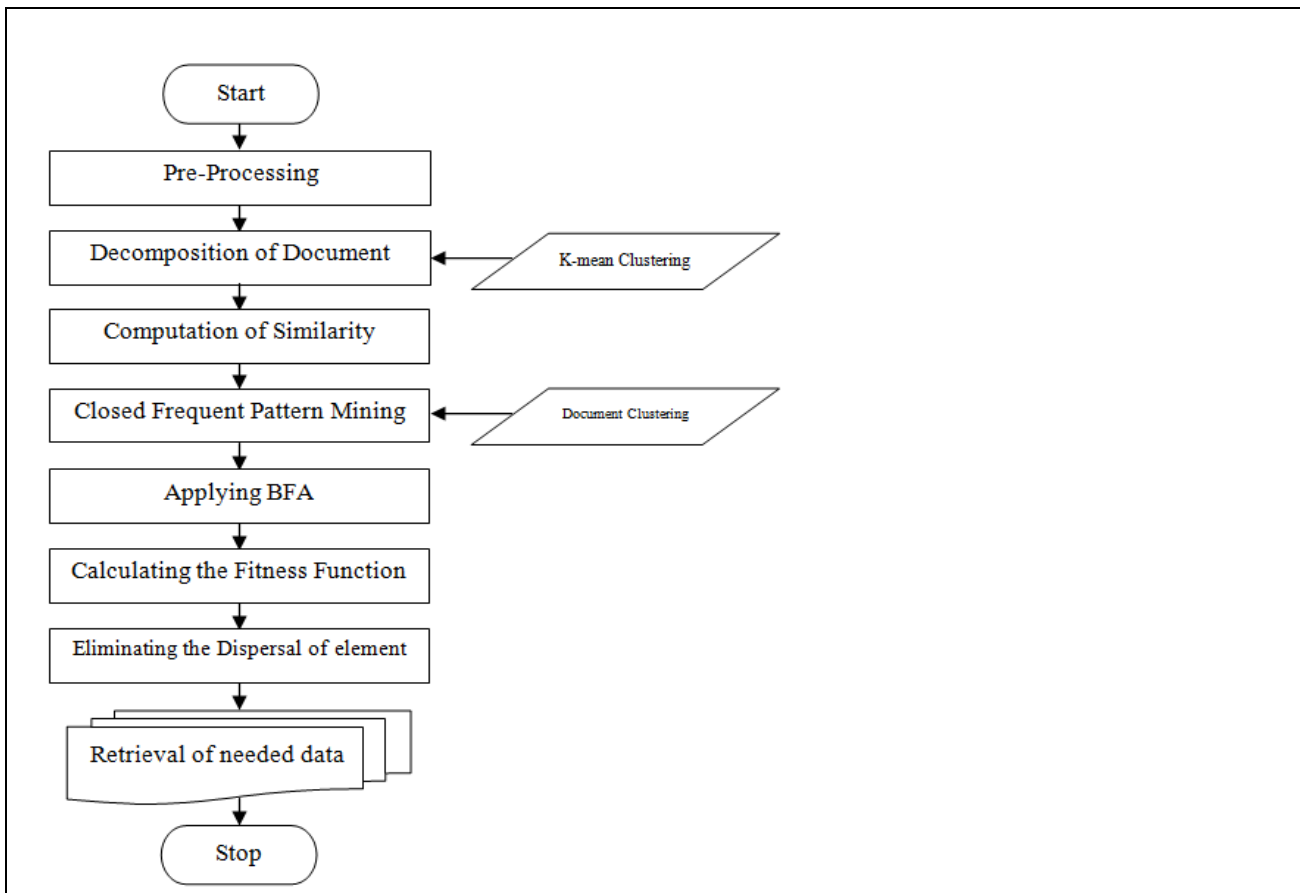 Start
Pre-Processing
Decomposition of Document
K-mean Clustering
Computation of Similarity
Closed Frequent Pattern Mining
Document Clustering
Applying BFA
Calculating the Fitness Function
Eliminating the Dispersal of element
Retrieval of needed data
Stop